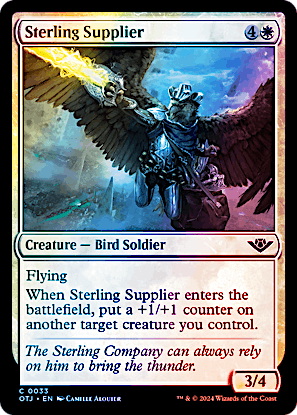 Sterling Supplier 4
Creature — Bird Soldier
Flying
When Sterling Supplier enters the
battlefield, put a +1/+1 counter on
another target creature you control.
The Sterling Company can always rely
on him to bring the thunder.
3/4
C 0033
OTJ • EN Camille Alquier
™ & © 2024 Wizards of the Coast